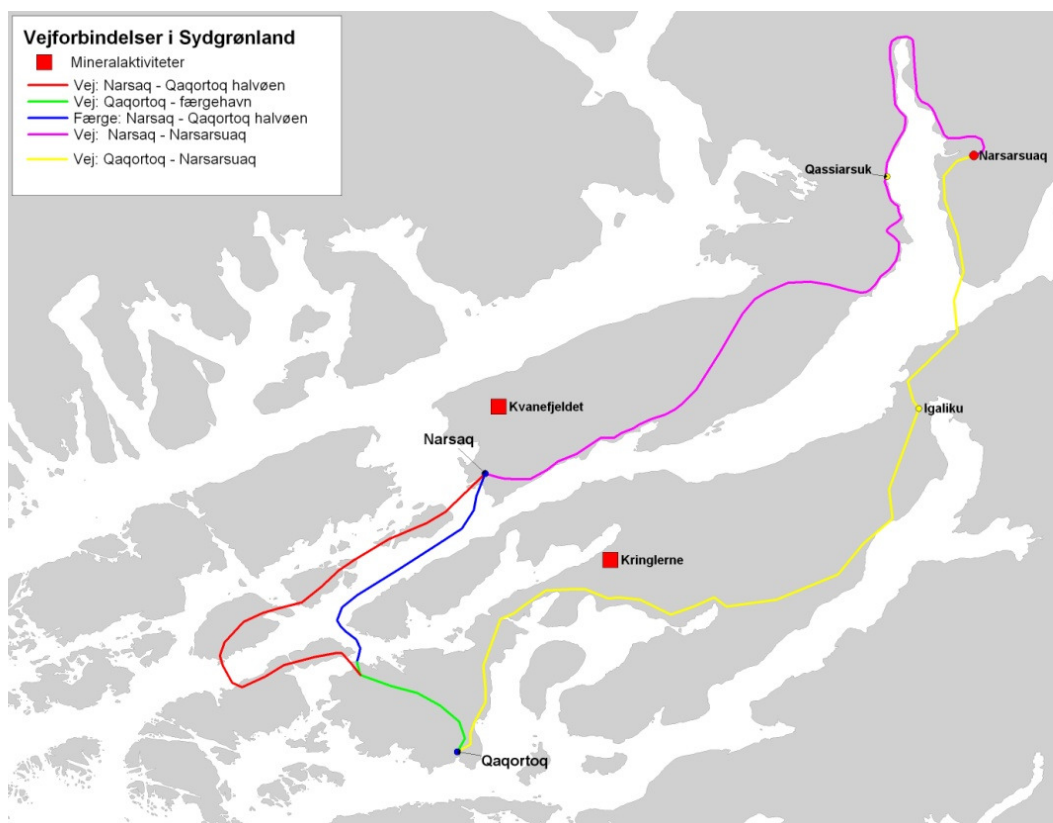 Vejforbindelser i Sydgrønland
Mineralaktiviteter
Vej: Narsaq - Qaqortoq halvøen
Vej: Qaqortoq - færgehavn
Færge: Narsaq - Qaqortoq halvøen
Vej: Narsaq - Narsarsuaq
Vej: Qaqortoq - Narsarsuaq
Narsarsuaq
Qassiarsuk
Kvanefjeldet
Igaliku
Narsaq
Kringlerne
Qaqortoq